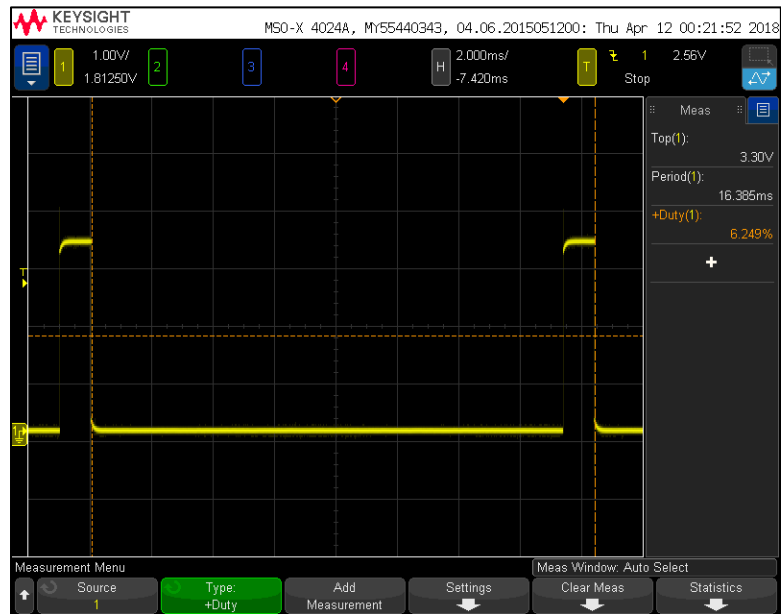 KEYSIGHT
TECHNOLOGIES
MSO-X 4024A, MY55440343, 04.06.2015051200: Thu Apr 12 00:21:52 2018
1 1.00V/ 2 3 4 H 2.000ms/ T 1 2.56V
1.81250V -7.420ms Stop
Meas
Top(1):
3.30V
Period(1):
16.385ms
+Duty(1):
6.249%
T
1
Measurement Menu
Meas Window: Auto Select
Source Type: Add Settings Clear Meas Statistics
1 +Duty Measurement